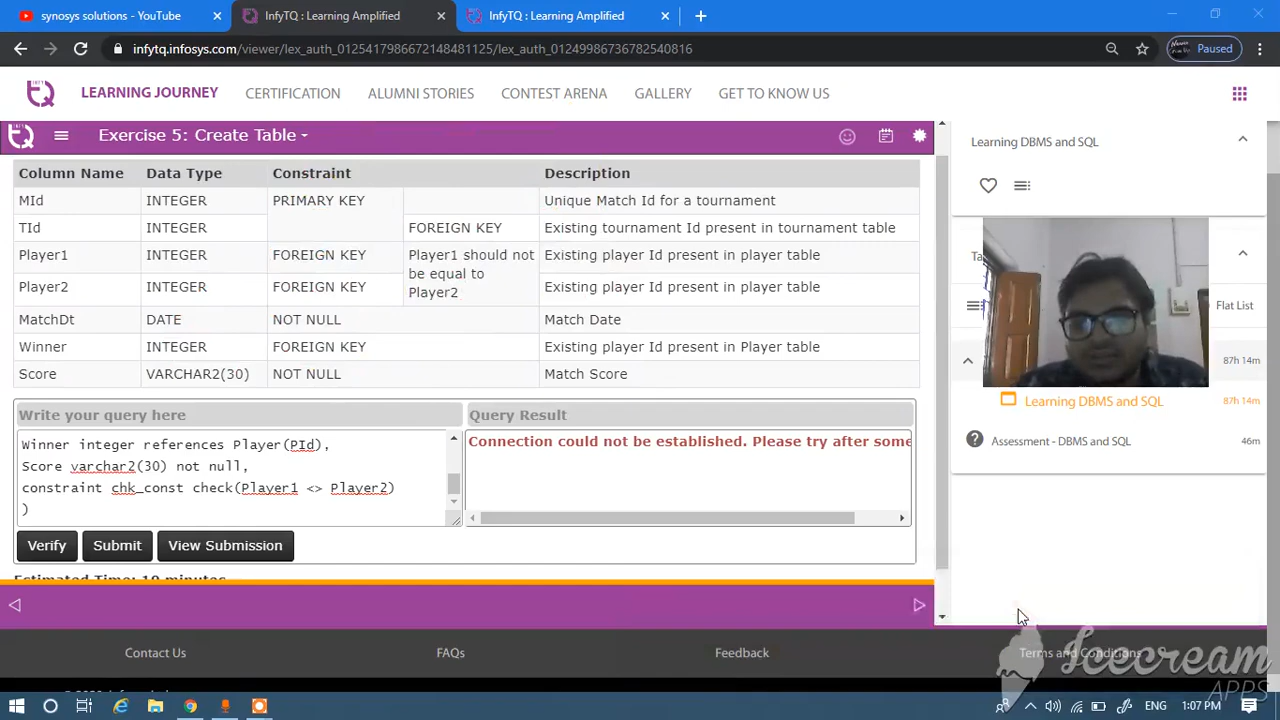 synosys solutions - YouTube
InfyTQ : Learning Amplified
InfyTQ : Learning Amplified
infytq.infosys.com/viewer/lex_auth_0125417986672148481125/lex_auth_01249986736782540816
Paused
LEARNING JOURNEY CERTIFICATION ALUMNI STORIES CONTEST ARENA GALLERY GET TO KNOW US
Exercise 5: Create Table
Column Name Data Type Constraint Description
MId INTEGER PRIMARY KEY Unique Match Id for a tournament
TId INTEGER FOREIGN KEY Existing tournament Id present in tournament table
Player1 INTEGER FOREIGN KEY Player1 should not Existing player Id present in player table
be equal to
Player2 INTEGER FOREIGN KEY Player2 Existing player Id present in player table
MatchDt DATE NOT NULL Match Date
Winner INTEGER FOREIGN KEY Existing player Id present in Player table
Score VARCHAR2(30) NOT NULL Match Score
Write your query here
Query Result
Winner integer references Player(PId),
Score varchar2(30) not null,
constraint chk_const check(Player1 <> Player2)
)
Connection could not be established. Please try after some
Verify Submit View Submission
Estimated Time: 10 minutes
Learning DBMS and SQL
Ta
Flat List
87h 14m
Learning DBMS and SQL 87h 14m
Assessment - DBMS and SQL 46m
Contact Us FAQs Feedback Terms and Conditions
Icecream
APPS
ENG 1:07 PM